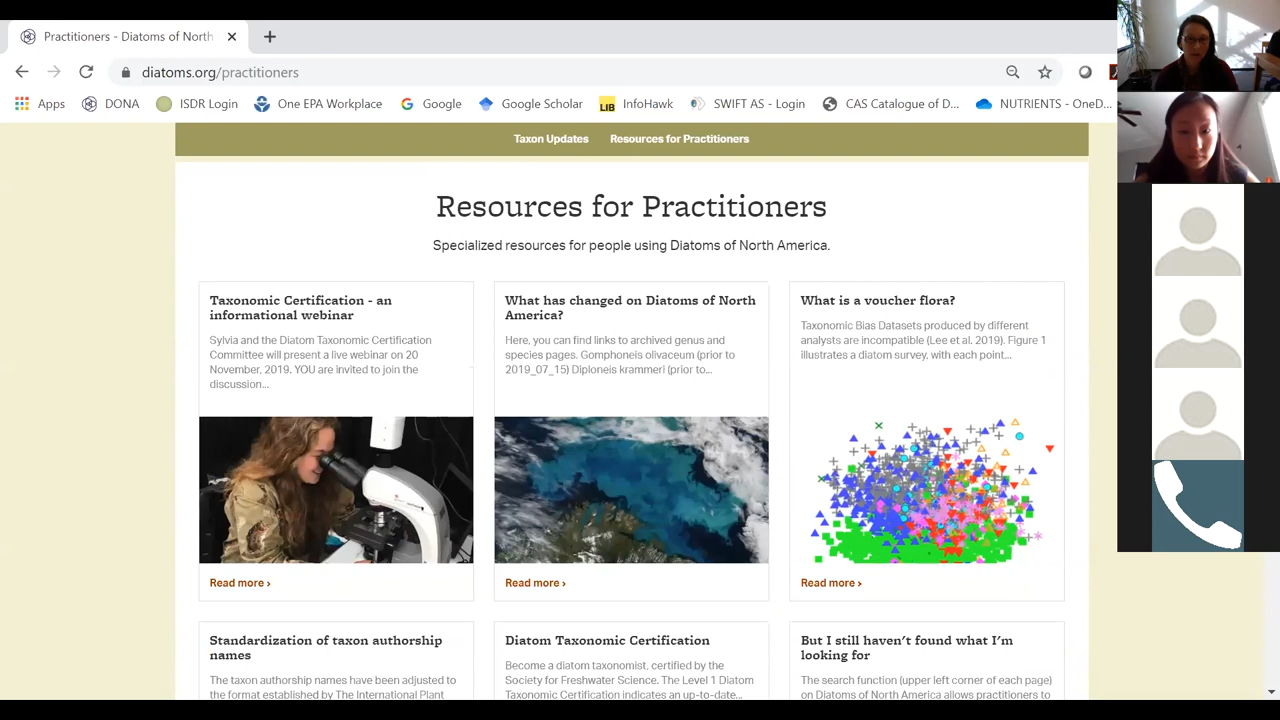 Practitioners - Diatoms of North
diatoms.org/practitioners
Apps DONA ISDR Login One EPA Workplace Google Google Scholar LIB InfoHawk SWIFT AS - Login CAS Catalogue of D... NUTRIENTS - OneD...
Taxon Updates Resources for Practitioners
Resources for Practitioners
Specialized resources for people using Diatoms of North America.
Taxonomic Certification - an
informational webinar
Sylvia and the Diatom Taxonomic Certification
Committee will present a live webinar on 20
November, 2019. YOU are invited to join the
discussion...
Read more ›
What has changed on Diatoms of North
America?
Here, you can find links to archived genus and
species pages. Gomphoneis olivaceum (prior to
2019_07_15) Diploneis krammeri (prior to...
Read more ›
What is a voucher flora?
Taxonomic Bias Datasets produced by different
analysts are incompatible (Lee et al. 2019). Figure 1
illustrates a diatom survey, with each point...
Read more ›
Standardization of taxon authorship
names
The taxon authorship names have been adjusted to
the format established by The International Plant
Diatom Taxonomic Certification
Become a diatom taxonomist, certified by the
Society for Freshwater Science. The Level 1 Diatom
Taxonomic Certification indicates an up-to-date...
But I still haven't found what I'm
looking for
The search function (upper left corner of each page)
on Diatoms of North America allows practitioners to